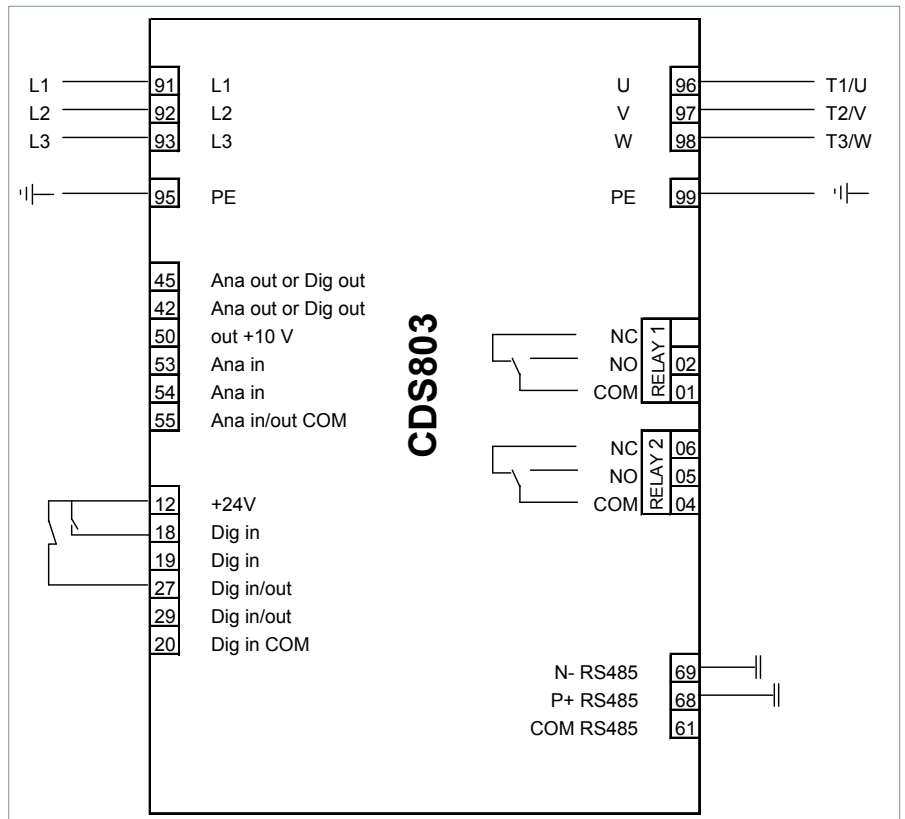 L1 91 L1
L2 92 L2
L3 93 L3
95 PE
45 Ana out or Dig out
42 Ana out or Dig out
50 out +10 V
53 Ana in
54 Ana in
55 Ana in/out COM
12 +24V
18 Dig in
19 Dig in
27 Dig in/out
29 Dig in/out
20 Dig in COM
CDS803
U 96 T1/U
V 97 T2/V
W 98 T3/W
PE 99
NC
NO 02
COM 01
RELAY 1
NC 06
NO 05
COM 04
RELAY 2
N- RS485 69
P+ RS485 68
COM RS485 61